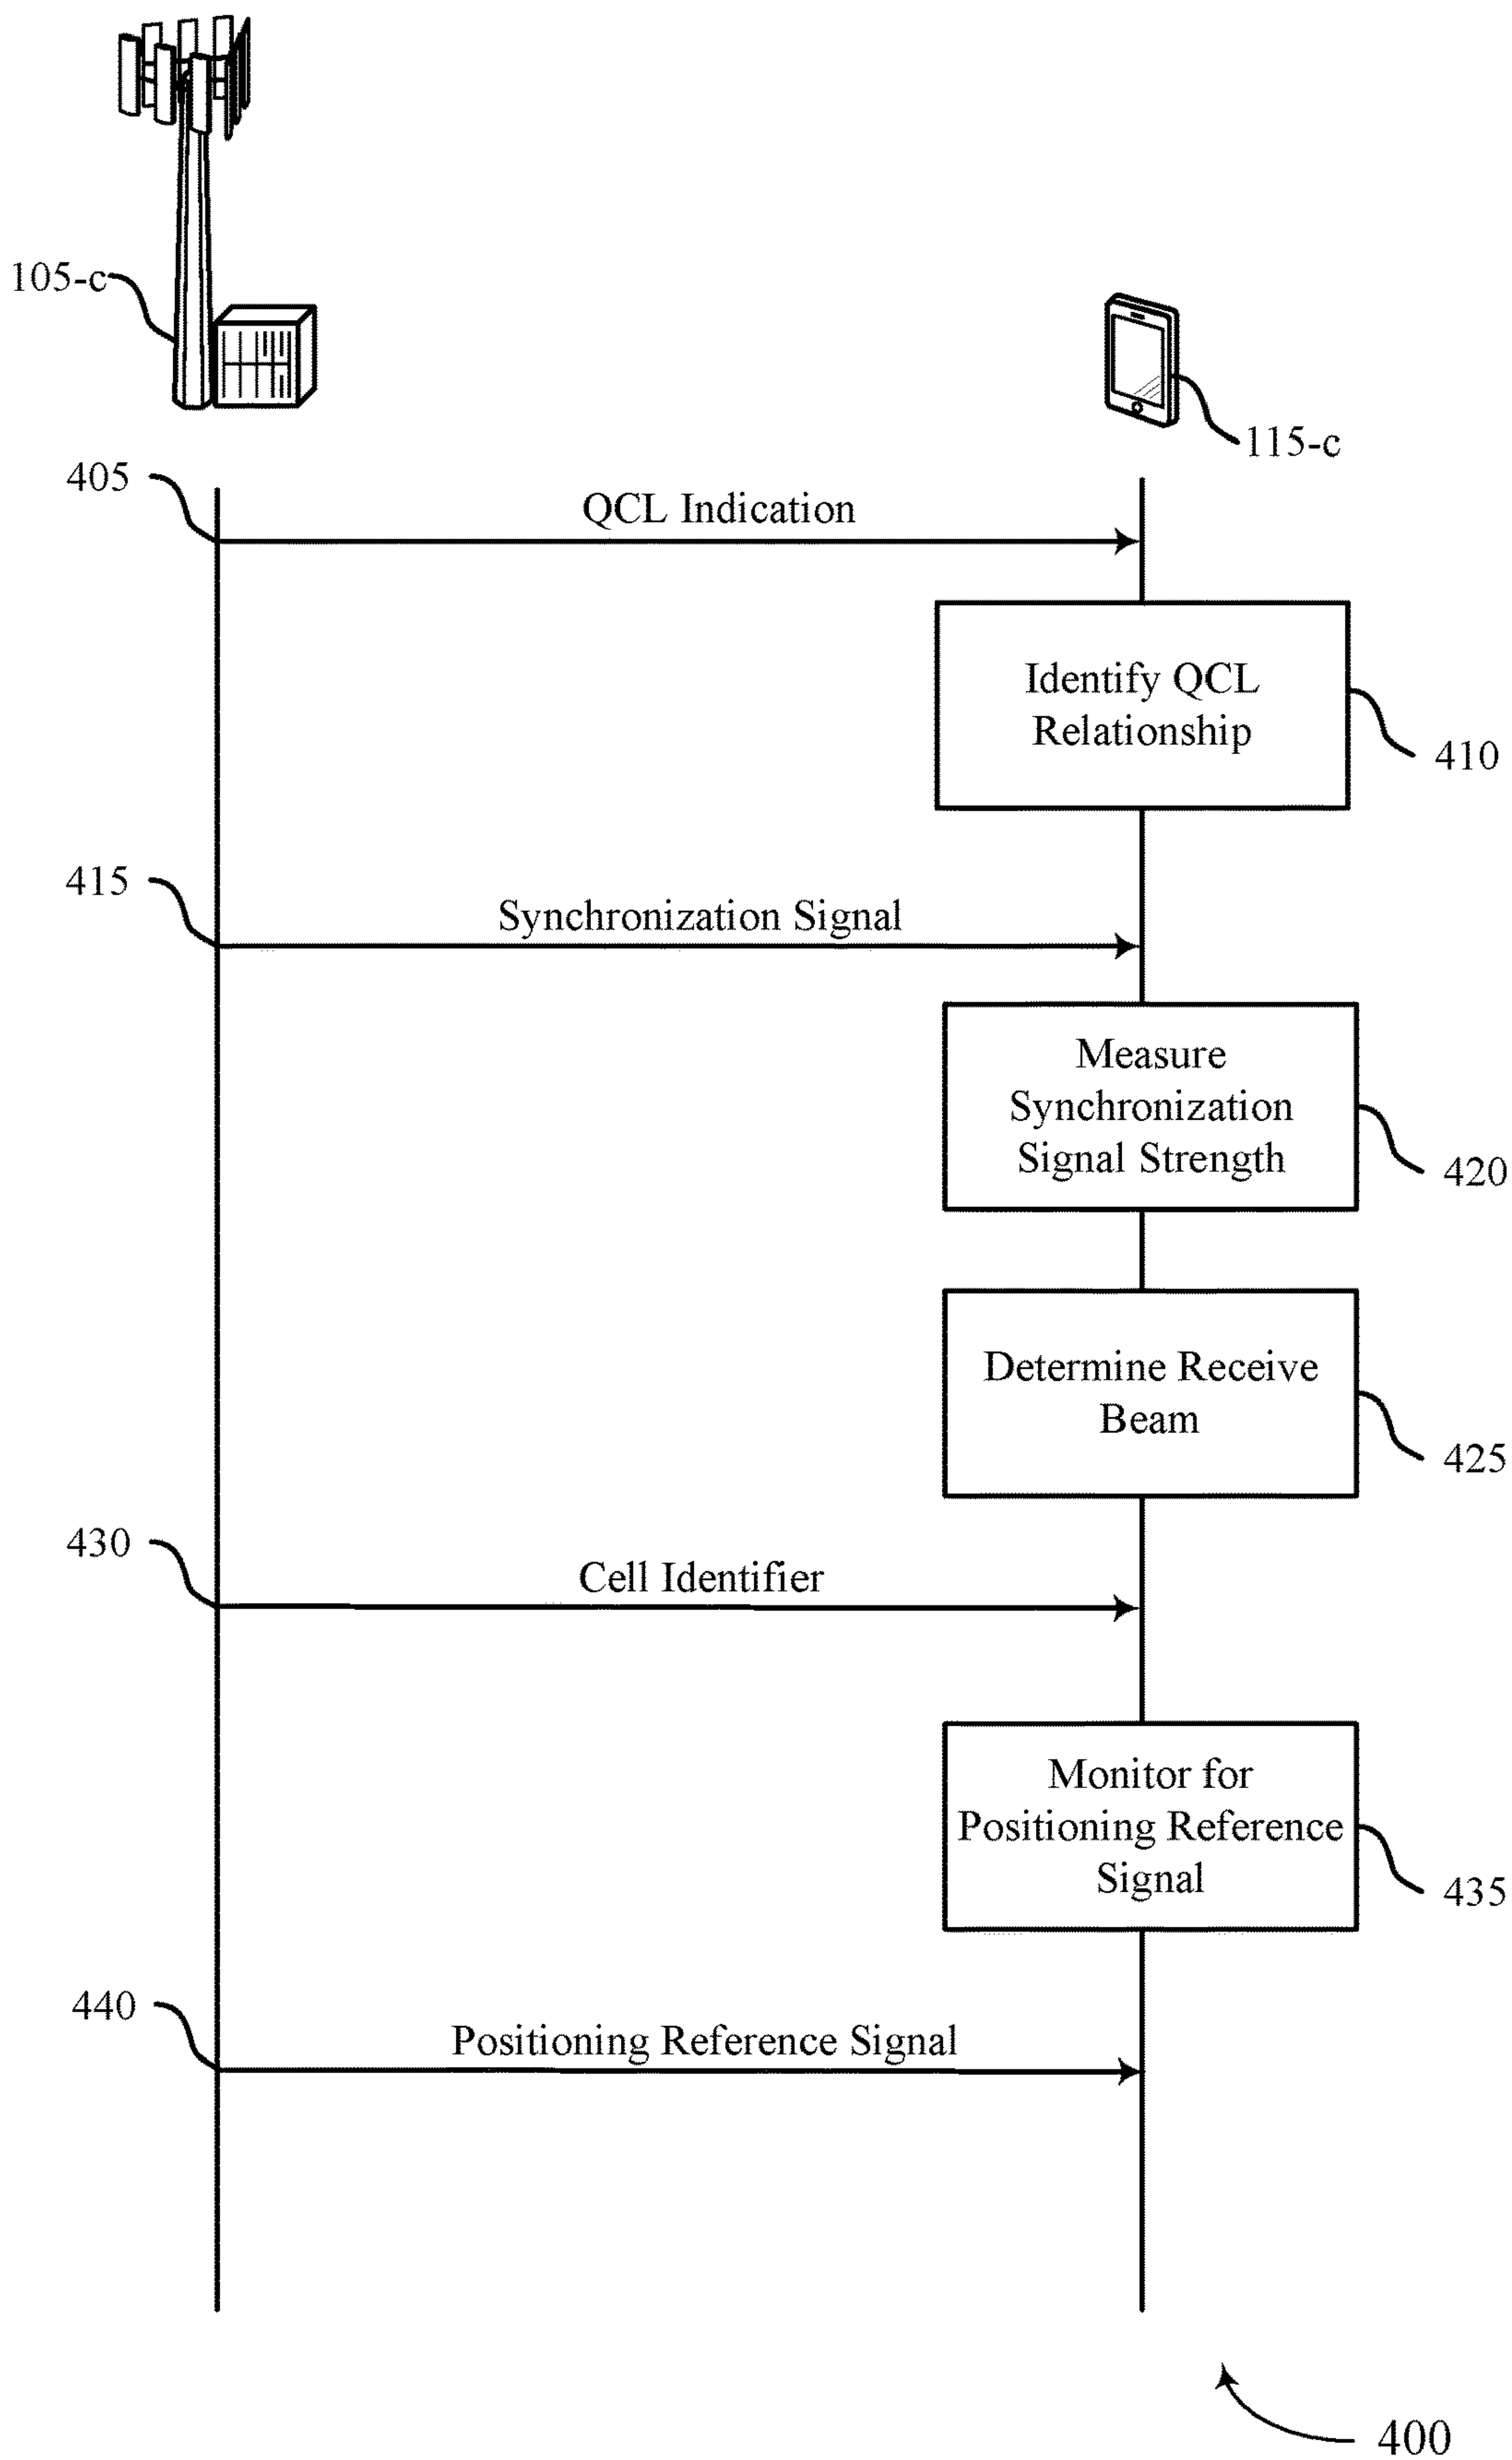 105-c
115-c
405
QCL Indication
Identify QCL
Relationship
410
415
Synchronization Signal
Measure
Synchronization
Signal Strength
420
Determine Receive
Beam
425
430
Cell Identifier
Monitor for
Positioning Reference
Signal
435
440
Positioning Reference Signal
400